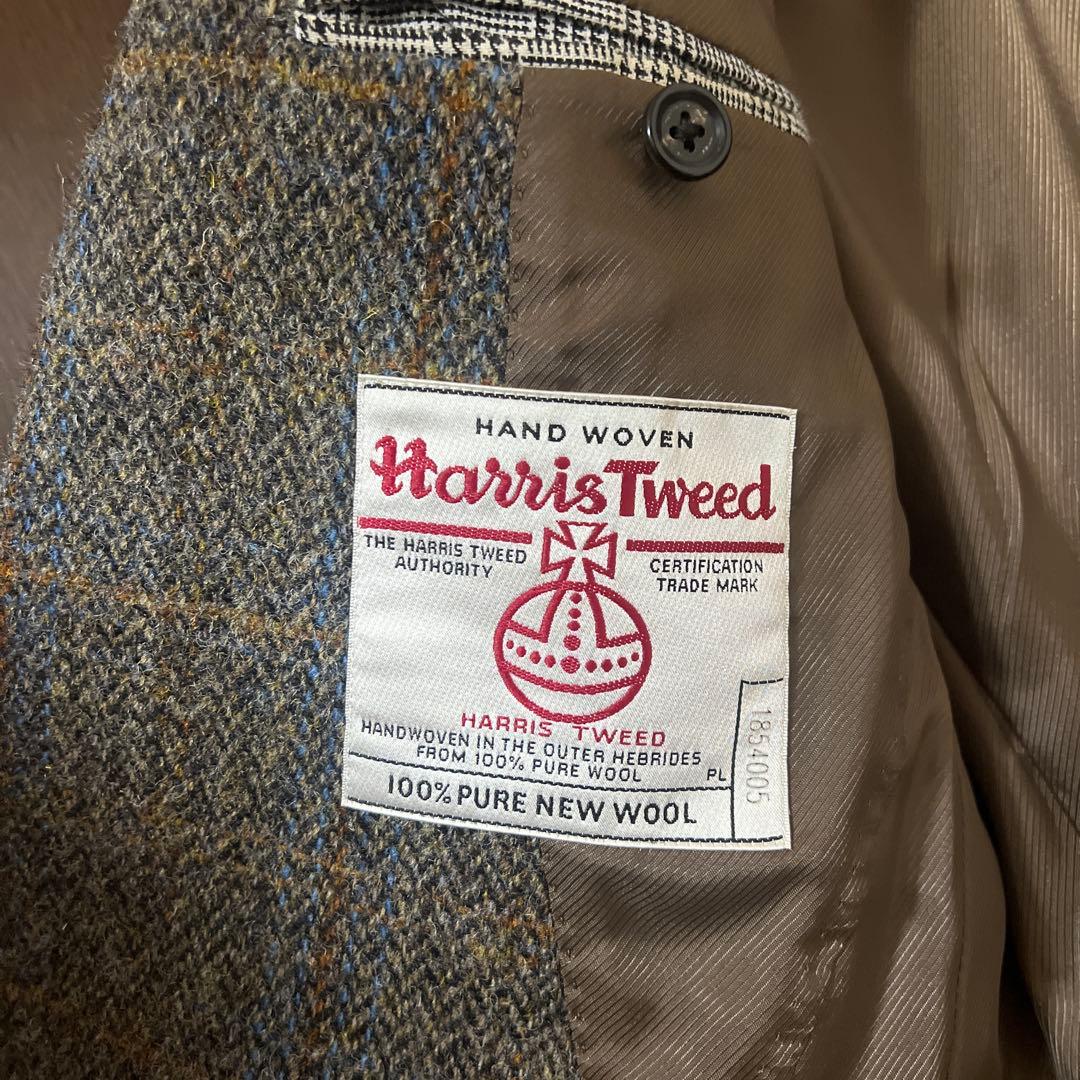 HAND WOVEN
Harris Tweed
THE HARRIS TWEED
AUTHORITY
CERTIFICATION
TRADE MARK
HARRIS TWEED
HANDWOVEN IN THE OUTER HEBRIDES
FROM 100% PURE WOOL
PL
100% PURE NEW WOOL
1854005